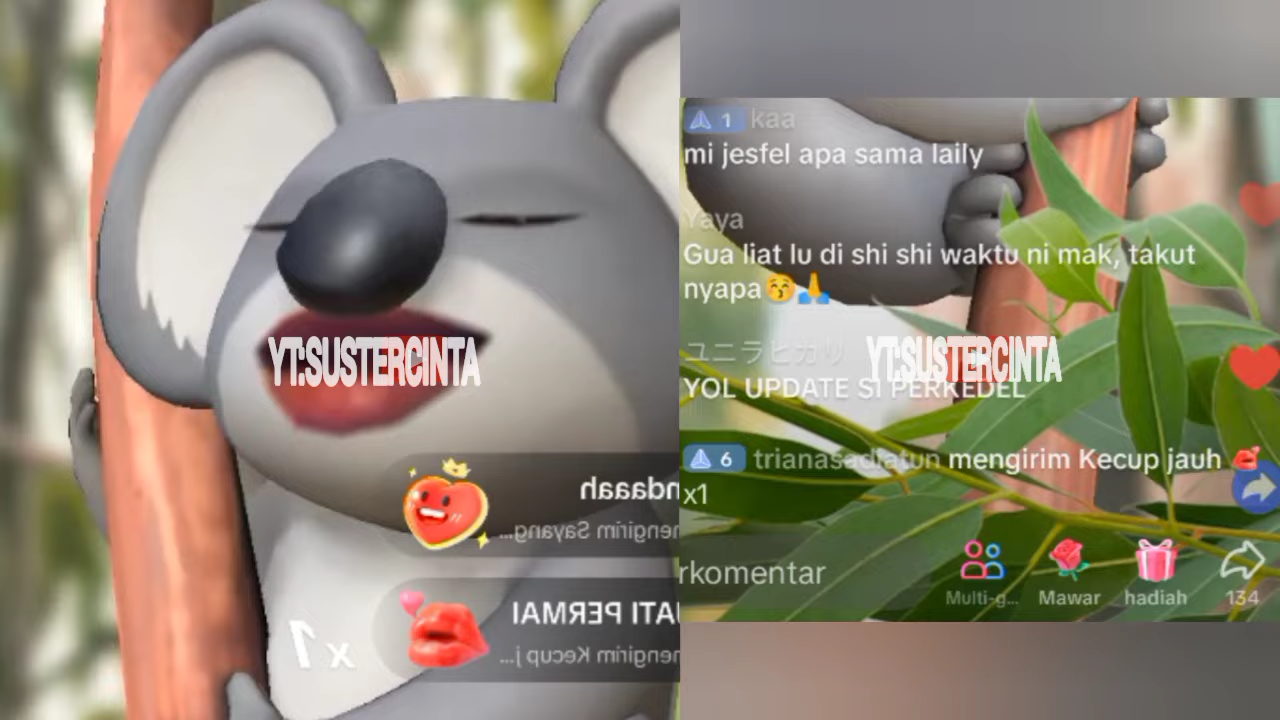 YT:SUSTERCINTA
ndaaah
mengirim Sayang...
JATI PERMAI
mengirim Kecup j...
x1
1 kaa
mi jesfel apa sama laily
Yaya
Gua liat lu di shi shi waktu ni mak, takut
nyapa😚🙏
ユニラヒカリ
YT:SUSTERCINTA
YOL UPDATE SI PERKEDEL
6 trianasadiatun mengirim Kecup jauh
x1
rkomentar
Multi-g...
Mawar
hadiah
134